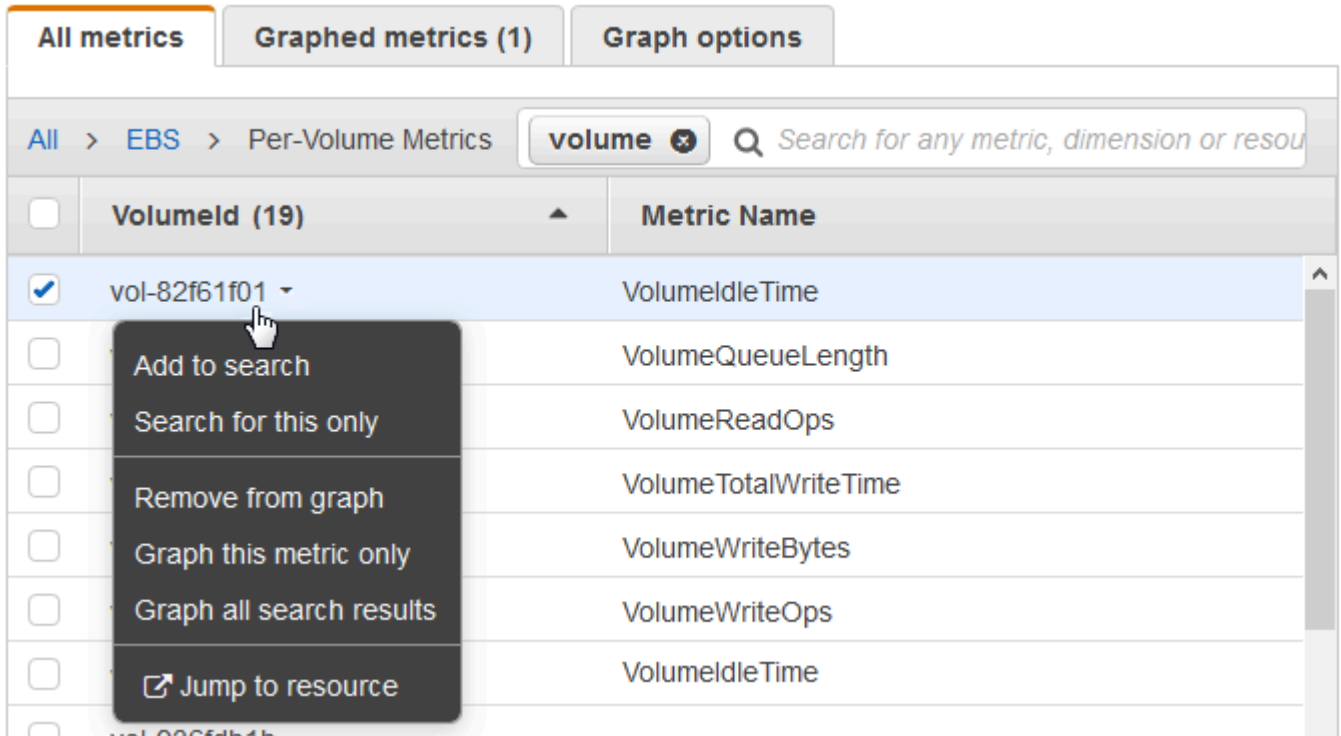 All metrics Graphed metrics (1) Graph options
All > EBS > Per-Volume Metrics volume Search for any metric, dimension or resou
VolumeId (19) Metric Name
vol-82f61f01 VolumeIdleTime
Add to search VolumeQueueLength
Search for this only VolumeReadOps
VolumeTotalWriteTime
Remove from graph
Graph this metric only VolumeWriteBytes
Graph all search results VolumeWriteOps
Jump to resource VolumeIdleTime